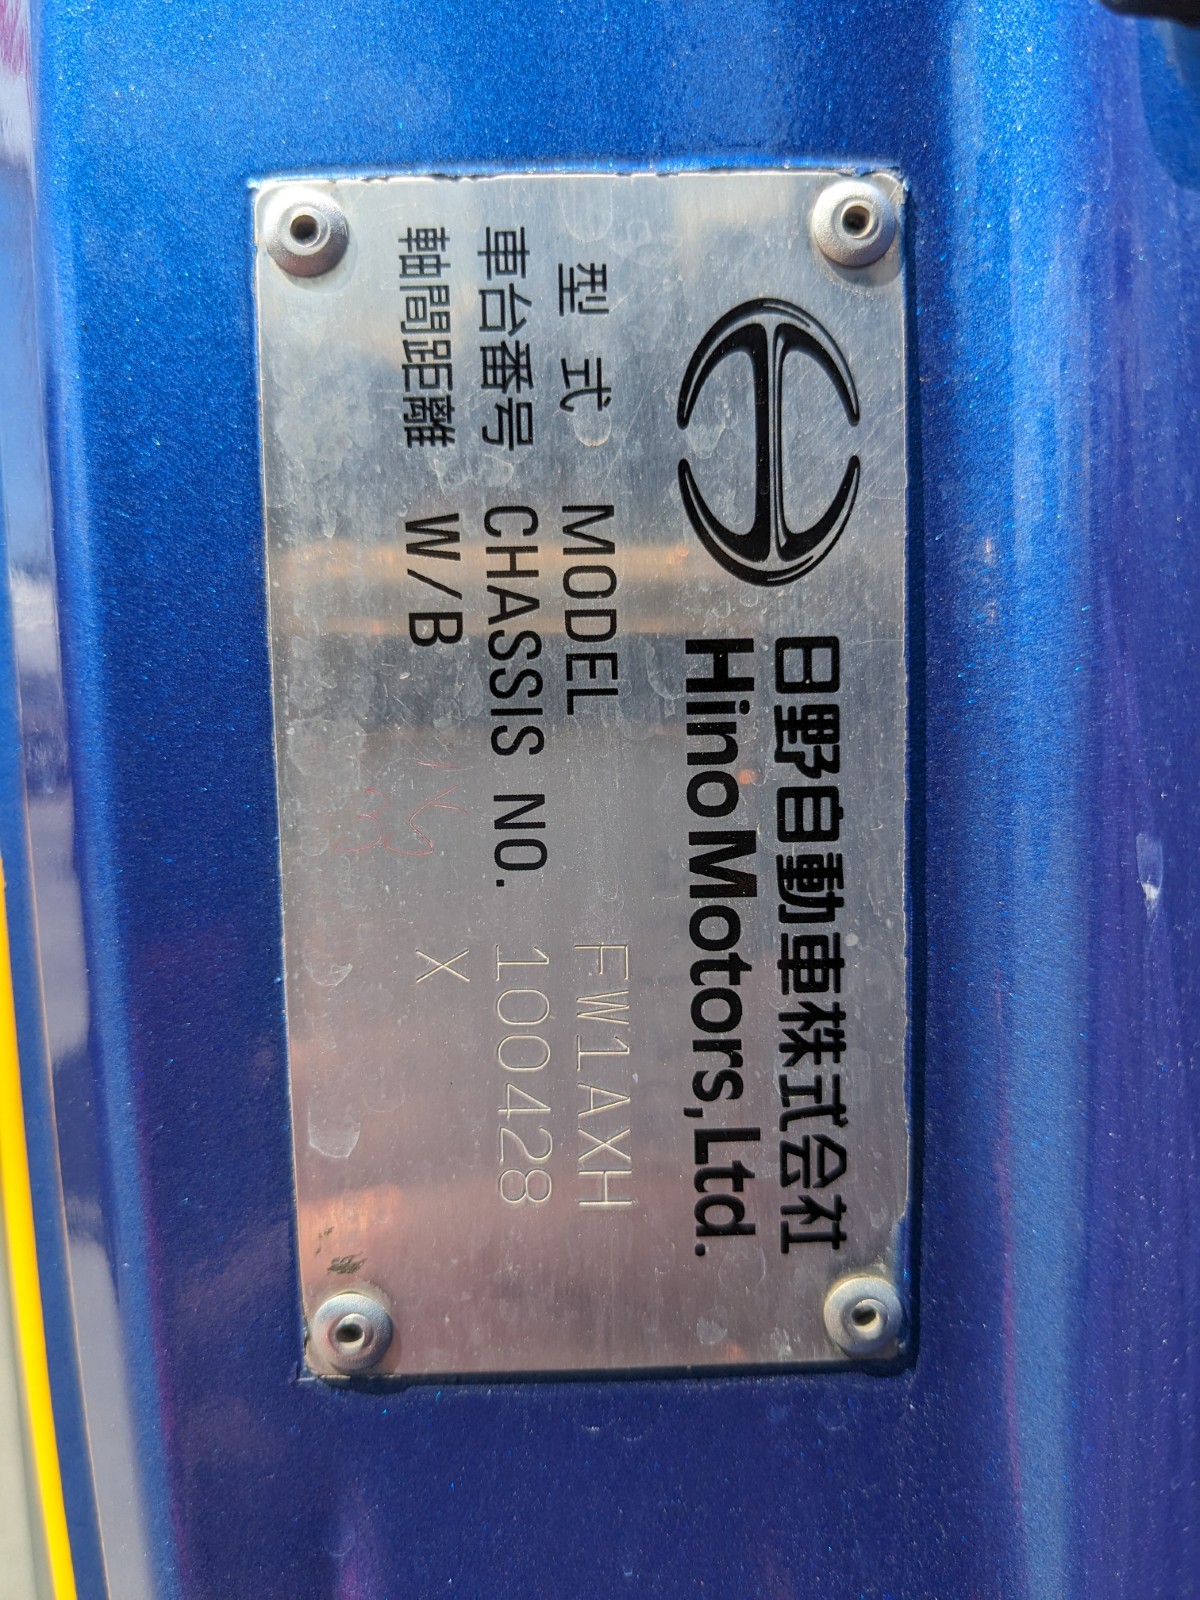 日野自動車株式会社
Hino Motors, Ltd.
型式 MODEL FW1AXH
車台番号 CHASSIS NO. 100428
軸間距離 W/B X